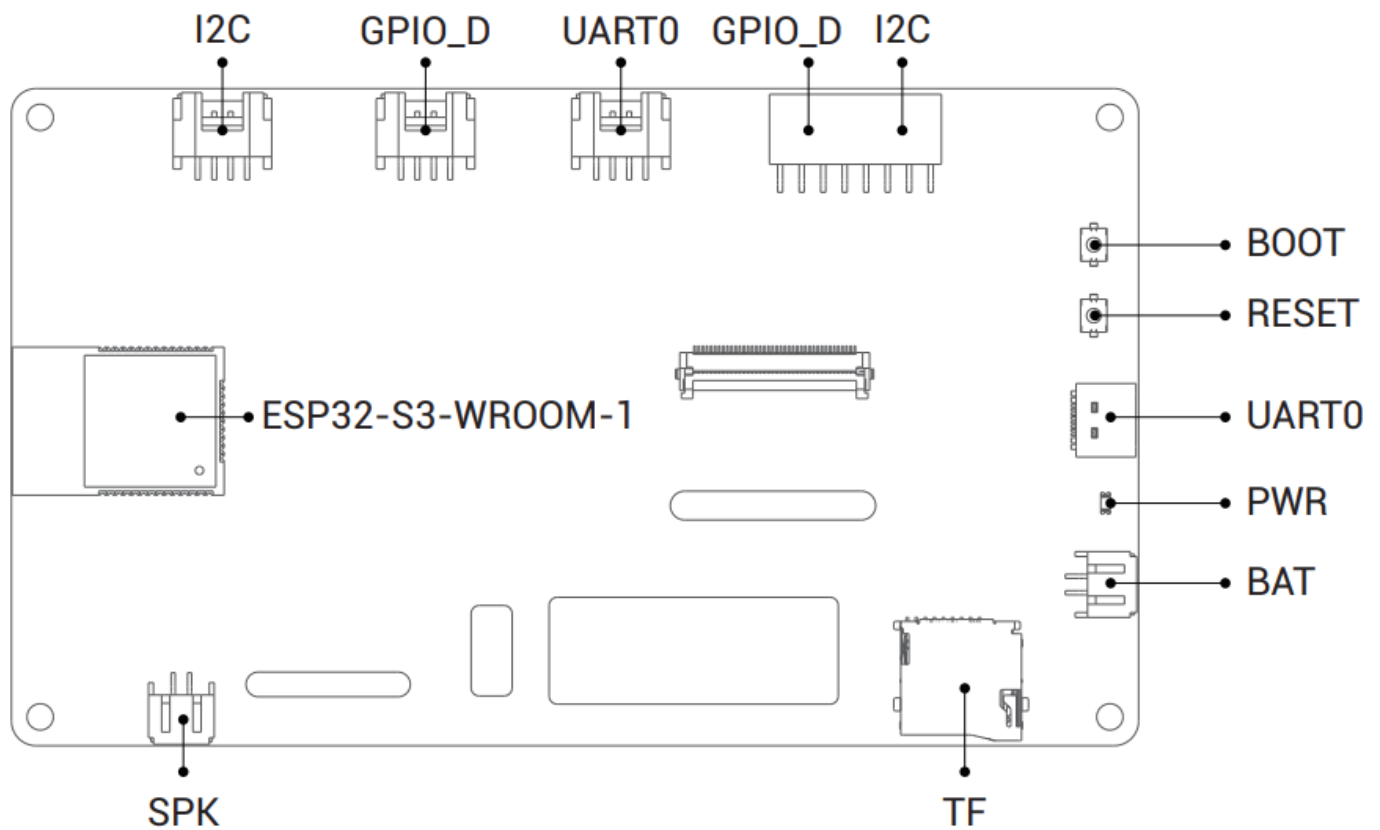 I2C GPIO_D UART0 GPIO_D I2C
BOOT
RESET
ESP32-S3-WROOM-1 UART0
PWR
BAT
SPK TF